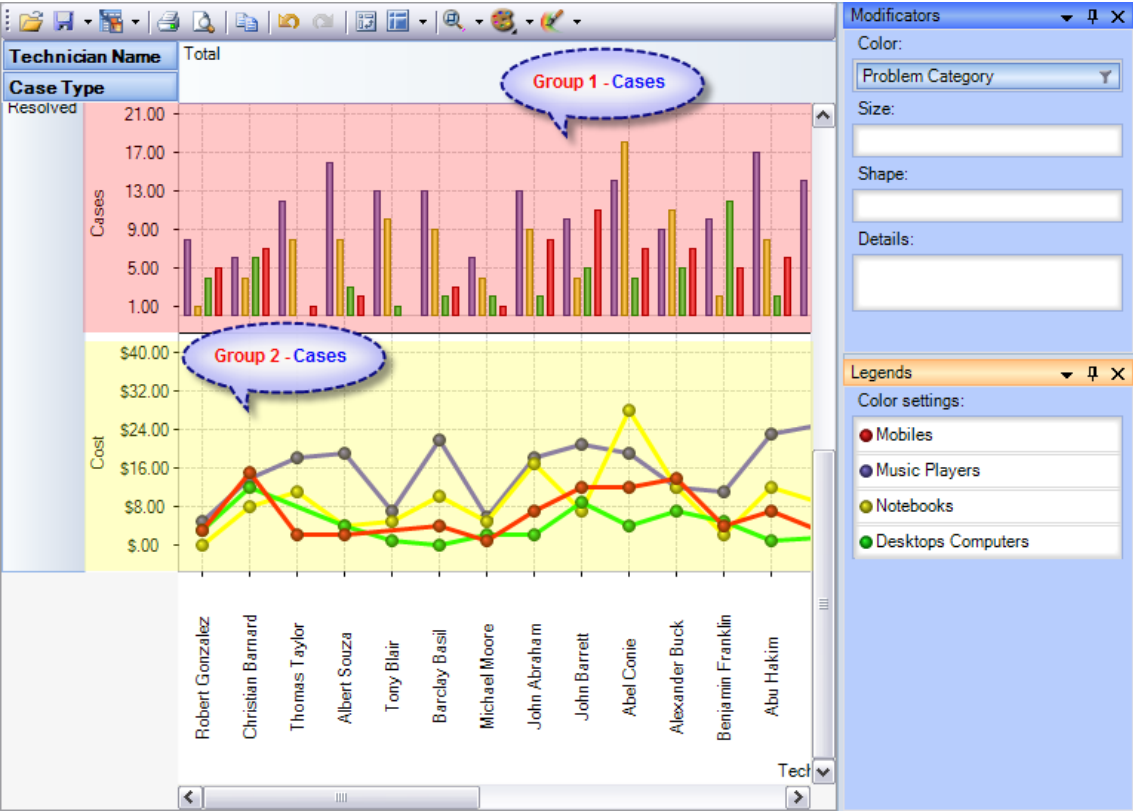 Technician Name
Case Type
Total
Resolved
Group 1 - Cases
21.00
17.00
13.00
9.00
5.00
1.00
Cases
Group 2 - Cases
$40.00
$32.00
$24.00
$16.00
$8.00
$.00
Cost
Robert Gonzalez
Christian Barnard
Thomas Taylor
Albert Souza
Tony Blair
Barclay Basil
Michael Moore
John Abraham
John Barrett
Abel Conie
Alexander Buck
Benjamin Franklin
Abu Hakim
Tech
Modificators
Color:
Problem Category
Size:
Shape:
Details:
Legends
Color settings:
Mobiles
Music Players
Notebooks
Desktops Computers